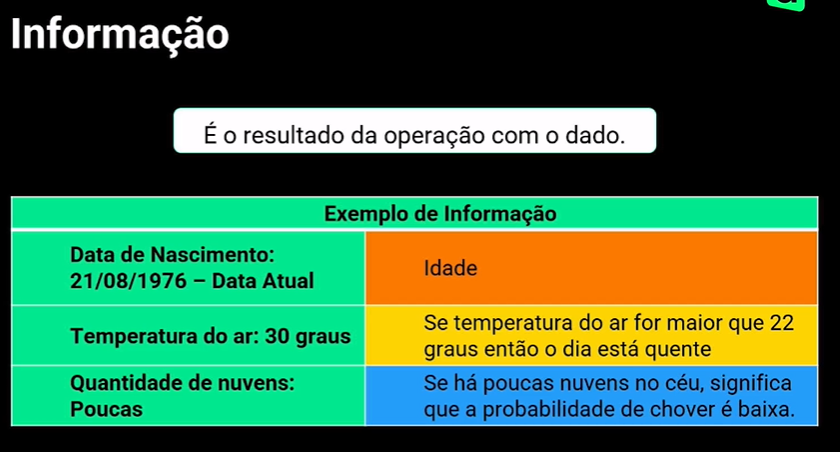 Informação
É o resultado da operação com o dado.
Exemplo de Informação
Data de Nascimento:
21/08/1976 – Data Atual
Idade
Temperatura do ar: 30 graus
Se temperatura do ar for maior que 22
graus então o dia está quente
Quantidade de nuvens:
Poucas
Se há poucas nuvens no céu, significa
que a probabilidade de chover é baixa.